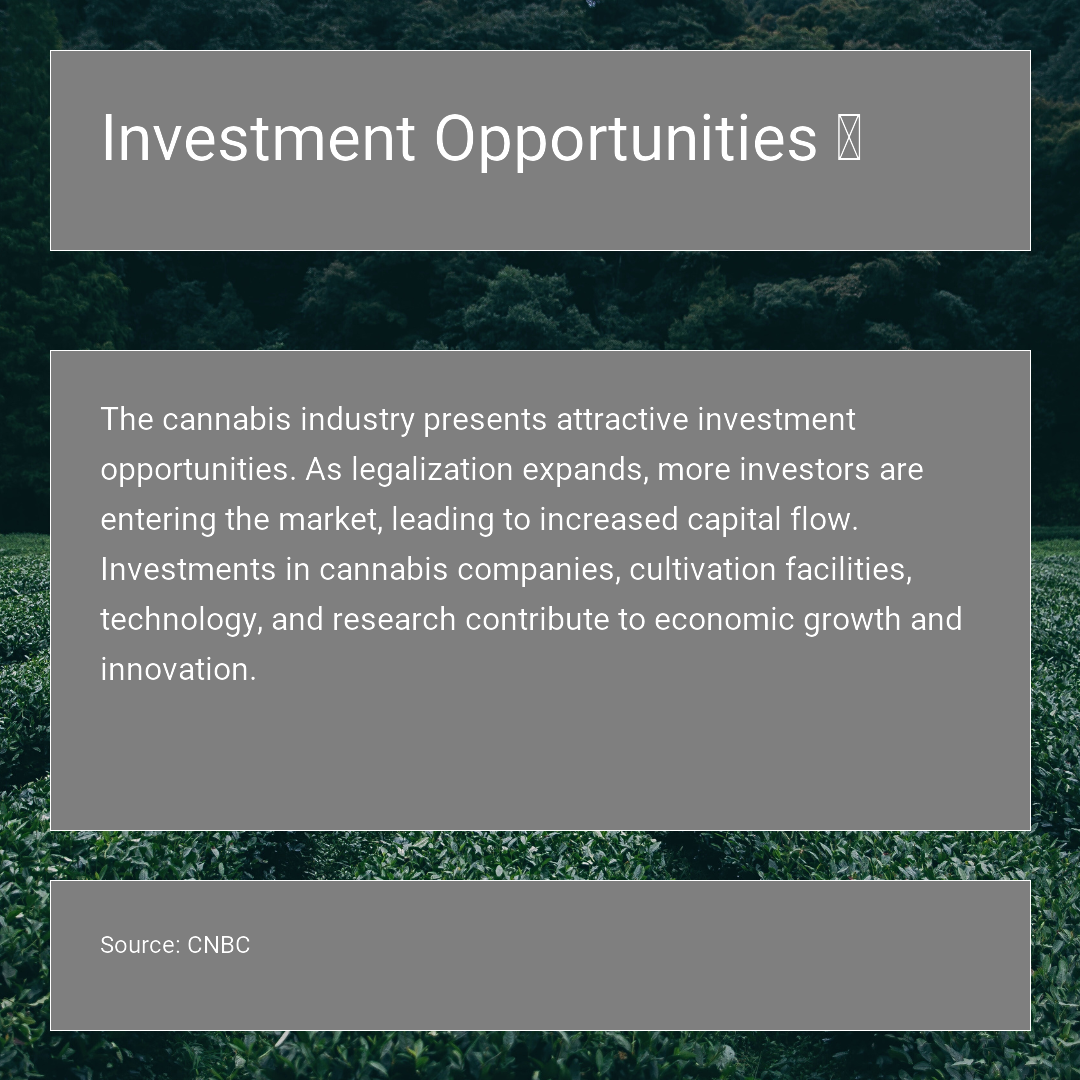 Investment Opportunities
The cannabis industry presents attractive investment
opportunities. As legalization expands, more investors are
entering the market, leading to increased capital flow.
Investments in cannabis companies, cultivation facilities,
technology, and research contribute to economic growth and
innovation.
Source: CNBC